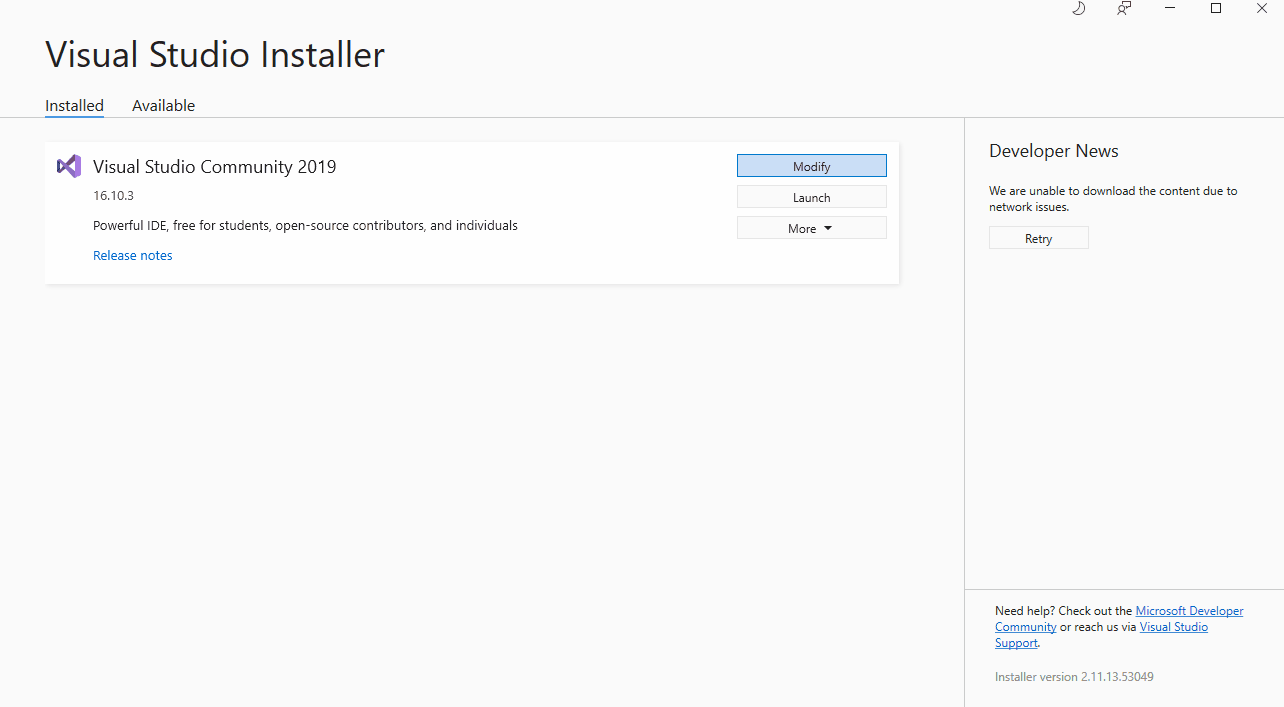 Visual Studio Installer
Installed
Available
Visual Studio Community 2019
16.10.3
Powerful IDE, free for students, open-source contributors, and individuals
Release notes
Modify
Launch
More
Developer News
We are unable to download the content due to
network issues.
Retry
Need help? Check out the Microsoft Developer
Community or reach us via Visual Studio
Support.
Installer version 2.11.13.53049